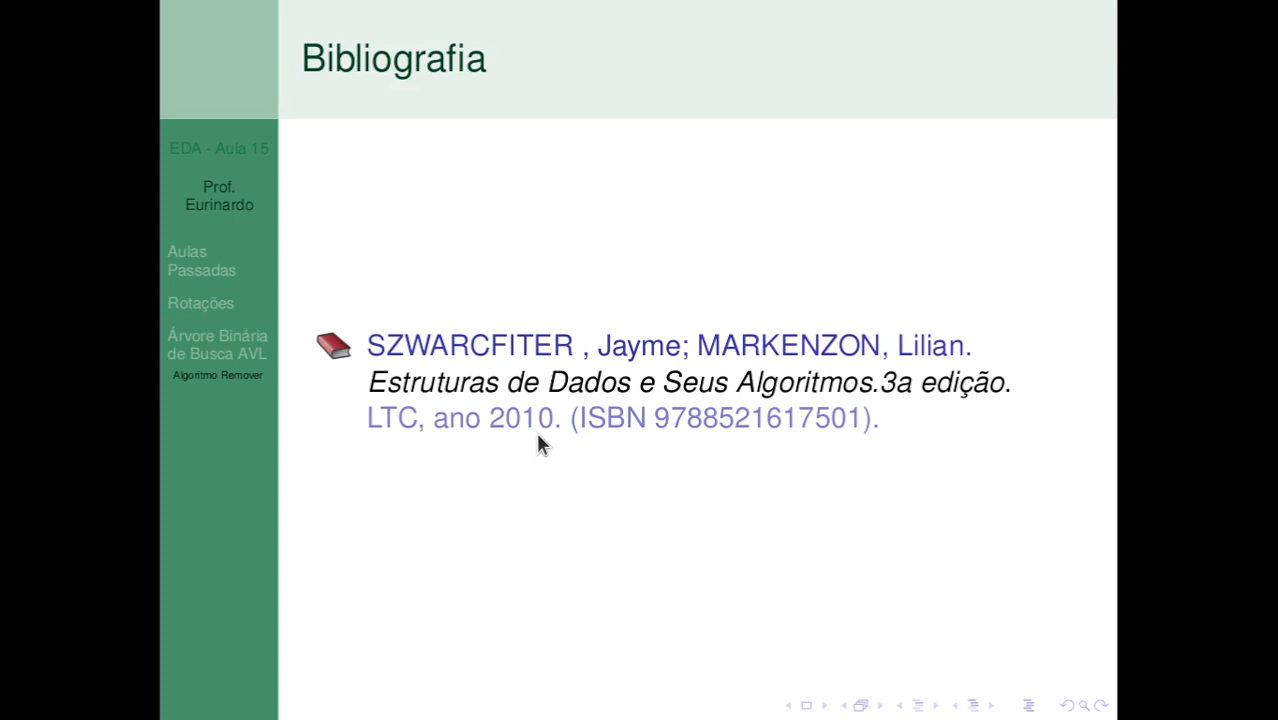 Bibliografia
EDA - Aula 15
Prof.
Eurinardo
Aulas
Passadas
Rotações
Árvore Binária
de Busca AVL
Algoritmo Remover
SZWARCFITER , Jayme; MARKENZON, Lilian.
Estruturas de Dados e Seus Algoritmos.3a edição.
LTC, ano 2010. (ISBN 9788521617501).